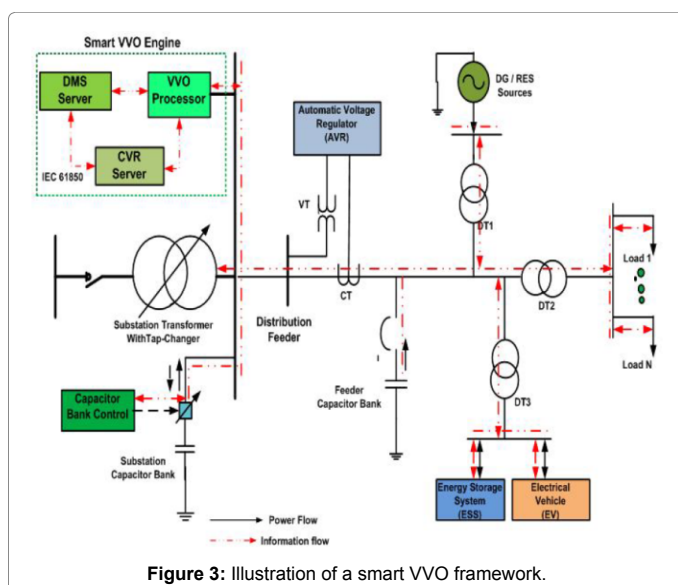 Smart VVO Engine
DMS
Server
VVO
Processor
CVR
Server
IEC 61850
Automatic Voltage
Regulator
(AVR)
DG / RES
Sources
VT
DT1
CT
DT2
Load 1
Load N
Substation Transformer
WithTap-Changer
Distribution
Feeder
I
Feeder
Capacitor Bank
DT3
Capacitor
Bank Control
Substation
Capacitor Bank
Energy Storage
System
(ESS)
Electrical
Vehicle
(EV)
Power Flow
Information flow
Figure 3: Illustration of a smart VVO framework.